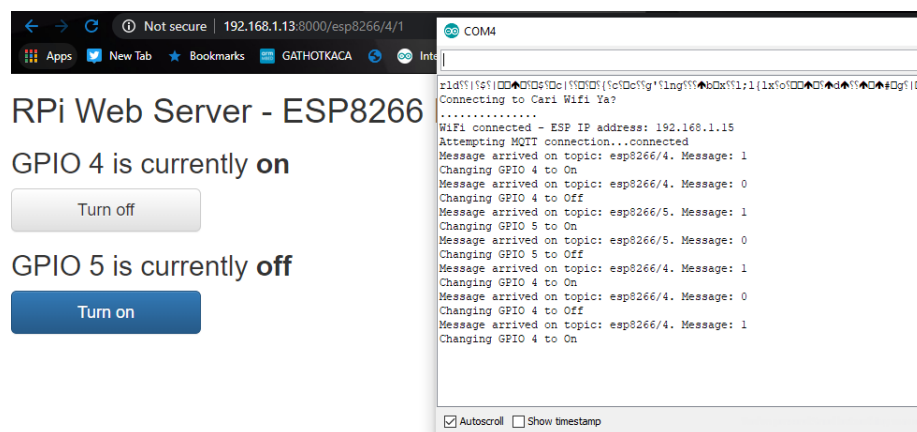 Not secure | 192.168.1.13:8000/esp8266/4/1
Apps New Tab Bookmarks GATHOTKACA Inte
RPi Web Server - ESP8266
GPIO 4 is currently on
Turn off
GPIO 5 is currently off
Turn on
COM4
Connecting to Cari Wifi Ya?
...............
WiFi connected - ESP IP address: 192.168.1.15
Attempting MQTT connection...connected
Message arrived on topic: esp8266/4. Message: 1
Changing GPIO 4 to On
Message arrived on topic: esp8266/4. Message: 0
Changing GPIO 4 to Off
Message arrived on topic: esp8266/5. Message: 1
Changing GPIO 5 to On
Message arrived on topic: esp8266/5. Message: 0
Changing GPIO 5 to Off
Message arrived on topic: esp8266/4. Message: 1
Changing GPIO 4 to On
Message arrived on topic: esp8266/4. Message: 0
Changing GPIO 4 to Off
Message arrived on topic: esp8266/4. Message: 1
Changing GPIO 4 to On
Autoscroll Show timestamp